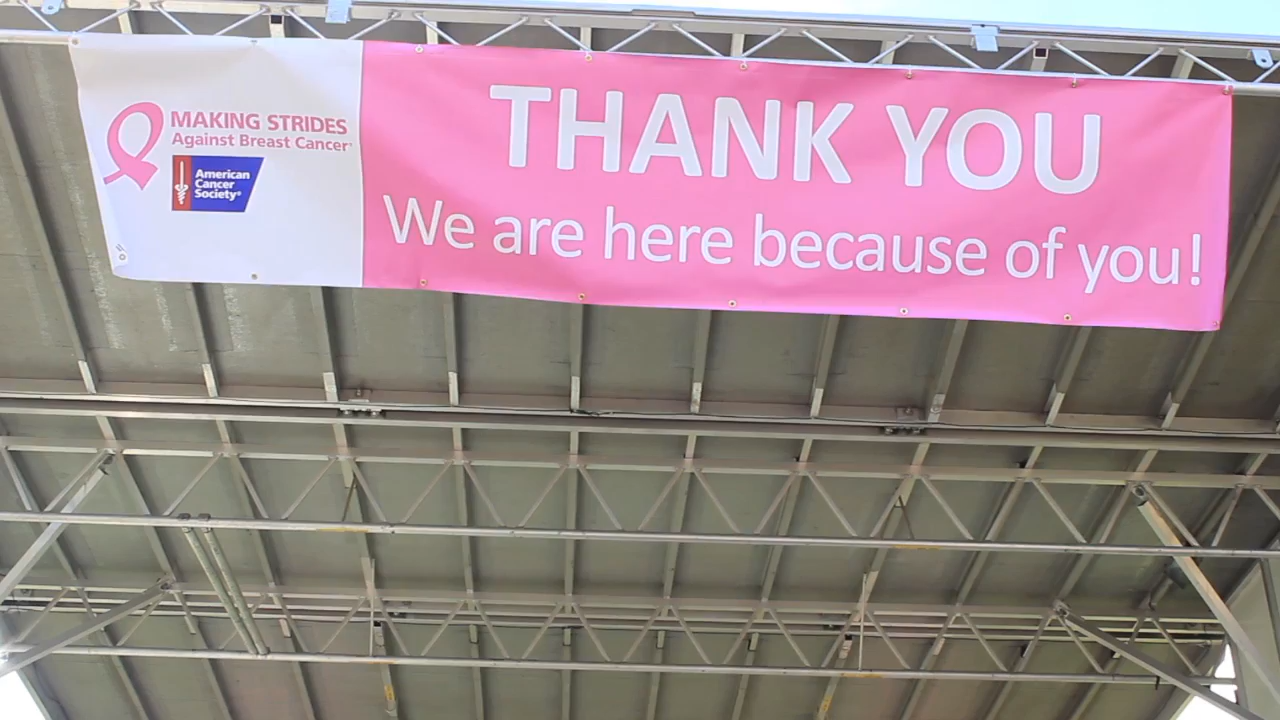 MAKING STRIDES
Against Breast Cancer®
American
Cancer
Society®
THANK YOU
We are here because of you!